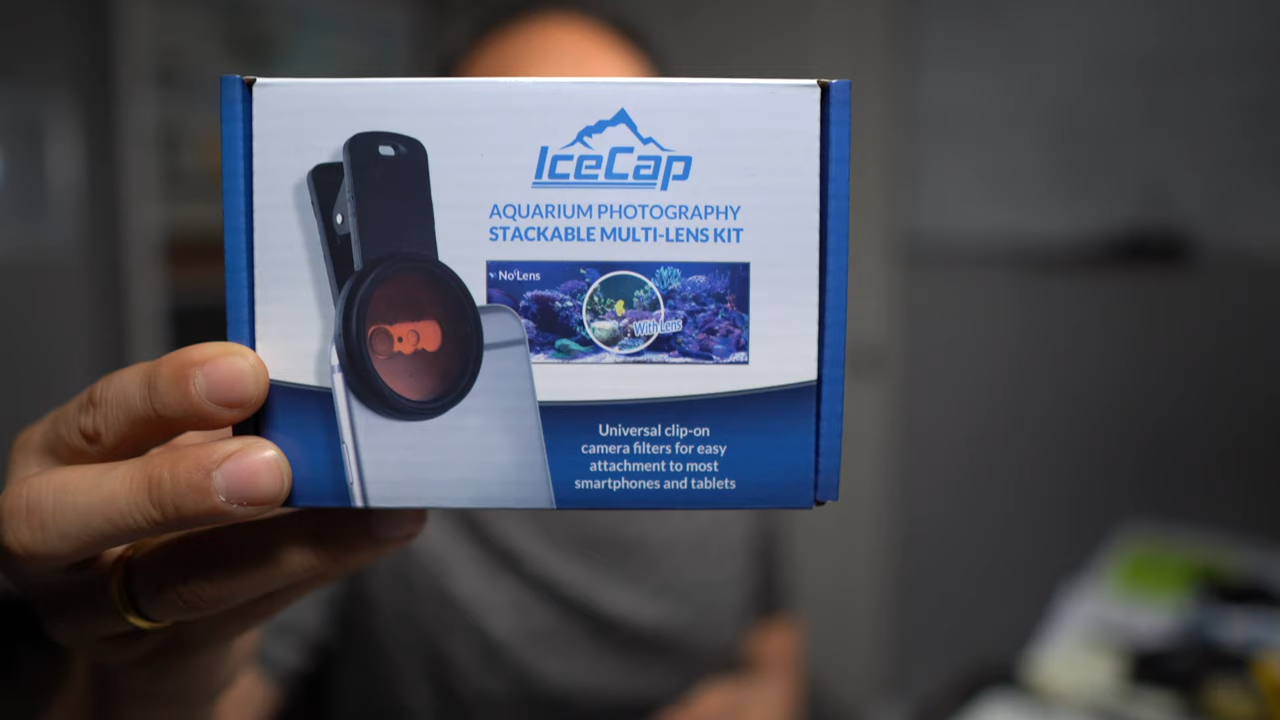 IceCap
AQUARIUM PHOTOGRAPHY
STACKABLE MULTI-LENS KIT
No Lens
With Lens
Universal clip-on
camera filters for easy
attachment to most
smartphones and tablets